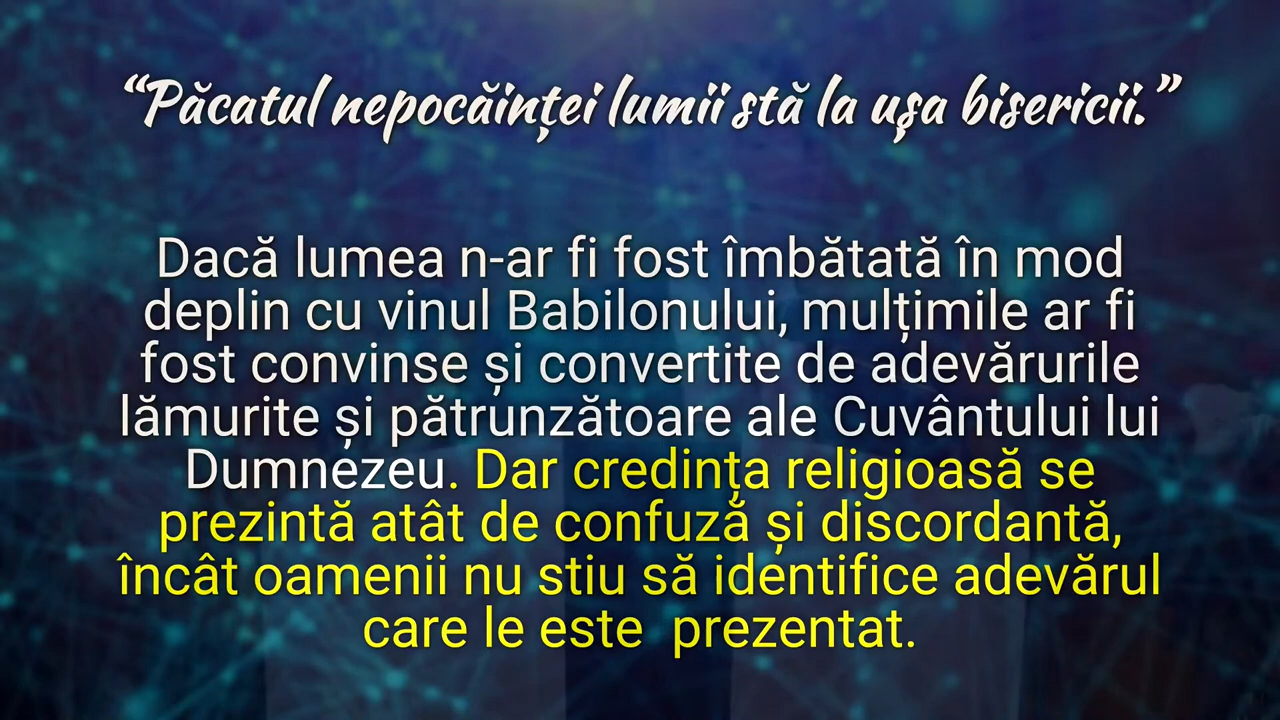 “Păcatul nepocăinței lumii stă la ușa bisericii.”
Dacă lumea n-ar fi fost îmbătată în mod
deplin cu vinul Babilonului, mulțimile ar fi
fost convinse și convertite de adevărurile
lămurite și pătrunzătoare ale Cuvântului lui
Dumnezeu. Dar credința religioasă se
prezintă atât de confuză și discordantă,
încât oamenii nu stiu să identifice adevărul
care le este  prezentat.